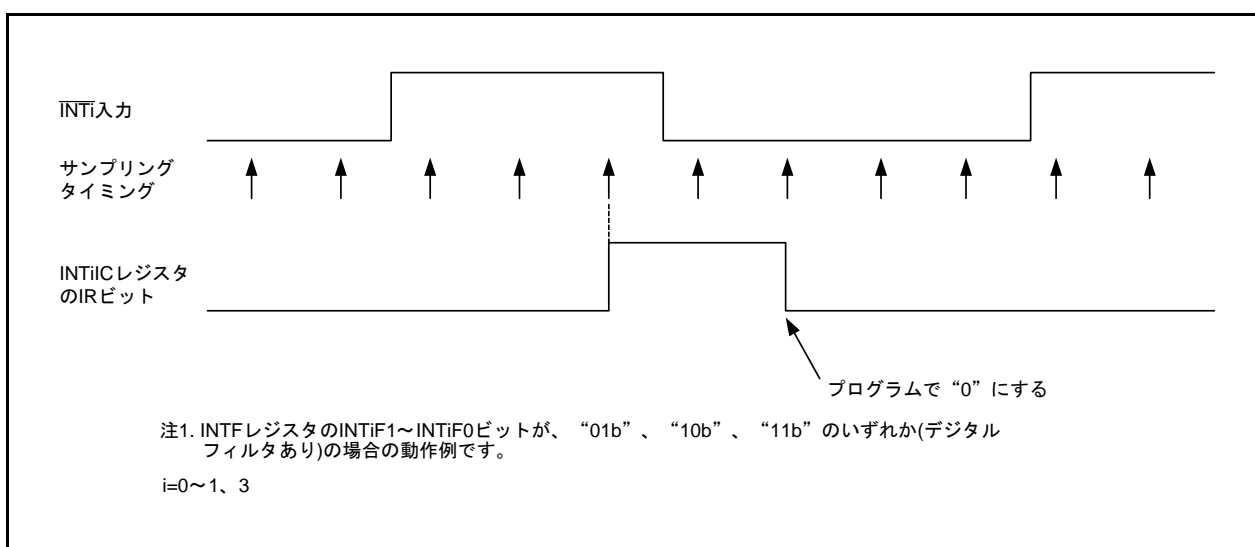 INTi入力
サンプリング
タイミング
INTiICレジスタ
のIRビット
プログラムで“0”にする
注1. INTFレジスタのINTiF1～INTiF0ビットが、“01b”、“10b”、“11b”のいずれか(デジタル
フィルタあり)の場合の動作例です。
i=0～1、3